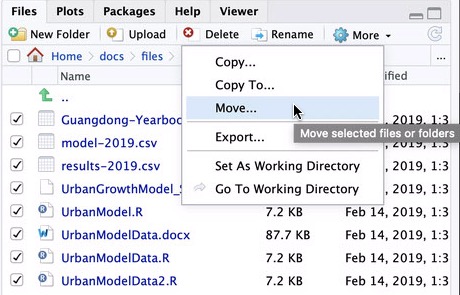 Files Plots Packages Help Viewer
New Folder Upload Delete Rename More
Home docs files
Name
..
Copy...
Copy To...
Move...
Move selected files or folders
Export...
Set As Working Directory
Go To Working Directory
model-2019.csv
results-2019.csv
UrbanModel.R 7.2 KB Feb 14, 2019, 1:3
UrbanModelData.docx 87.7 KB Feb 14, 2019, 1:3
UrbanModelData.R 7.2 KB Feb 14, 2019, 1:3
UrbanModelData2.R 7.2 KB Feb 14, 2019, 1:3